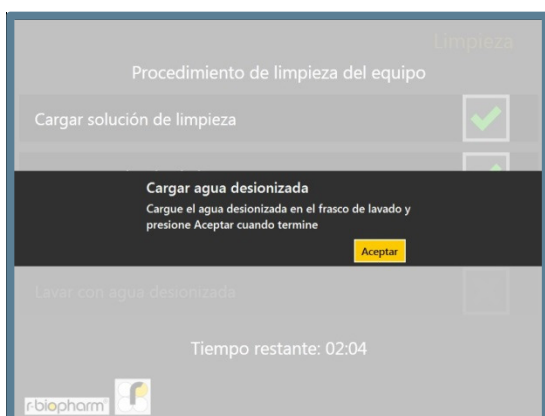 Limpieza
Procedimiento de limpieza del equipo
Cargar solución de limpieza
Cargar agua desionizada
Cargue el agua desionizada en el frasco de lavado y
presione Aceptar cuando termine
Aceptar
Lavar con agua desionizada
Tiempo restante: 02:04
r-biopharm